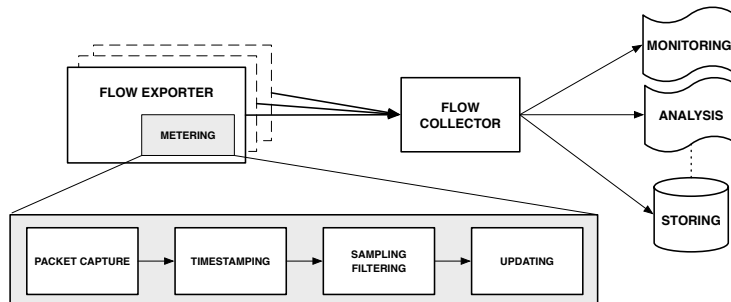 FLOW EXPORTER
METERING
FLOW
COLLECTOR
MONITORING
ANALYSIS
STORING
PACKET CAPTURE
TIMESTAMPING
SAMPLING
FILTERING
UPDATING